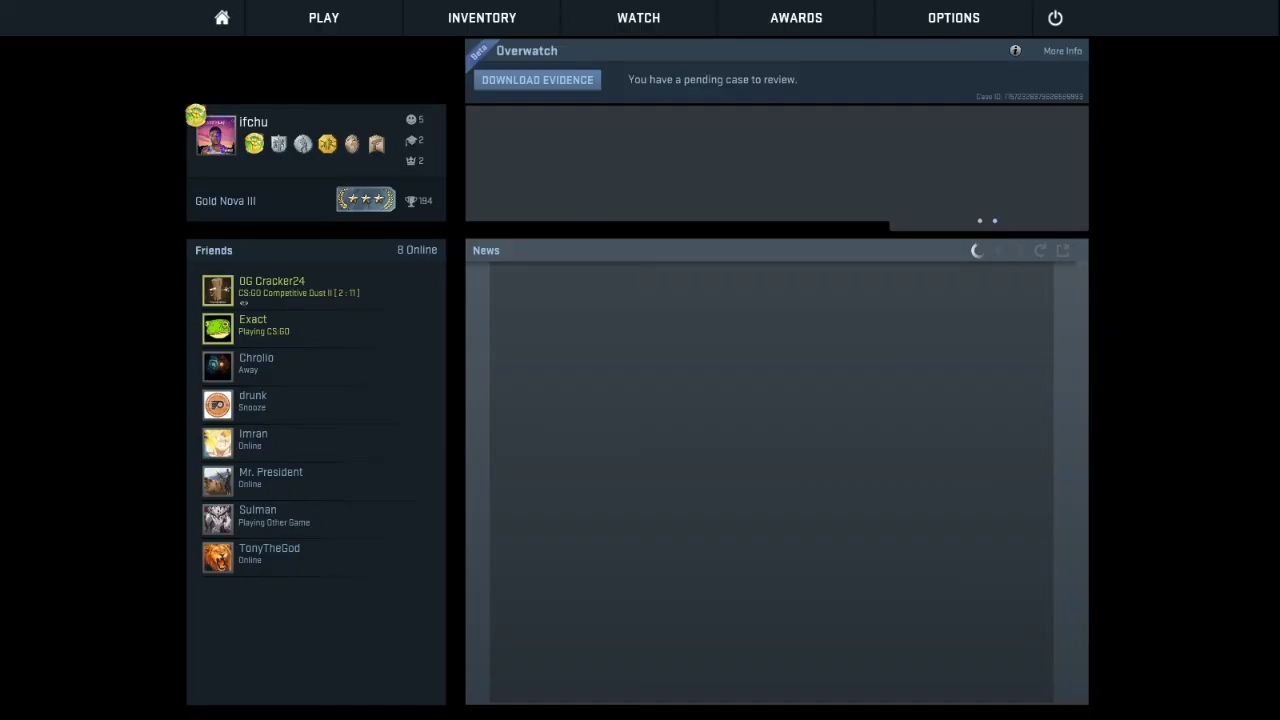 PLAY
INVENTORY
WATCH
AWARDS
OPTIONS
Beta
Overwatch
More Info
DOWNLOAD EVIDENCE
You have a pending case to review.
ifchu
5
2
2
Gold Nova III
194
Friends
8 Online
OG Cracker24
CS:GO Competitive Dust II [ 2 : 11 ]
Exact
Playing CS:GO
Chrollo
Away
drunk
Snooze
Imran
Online
Mr. President
Online
Sulman
Playing Other Game
TonyTheGod
Online
News